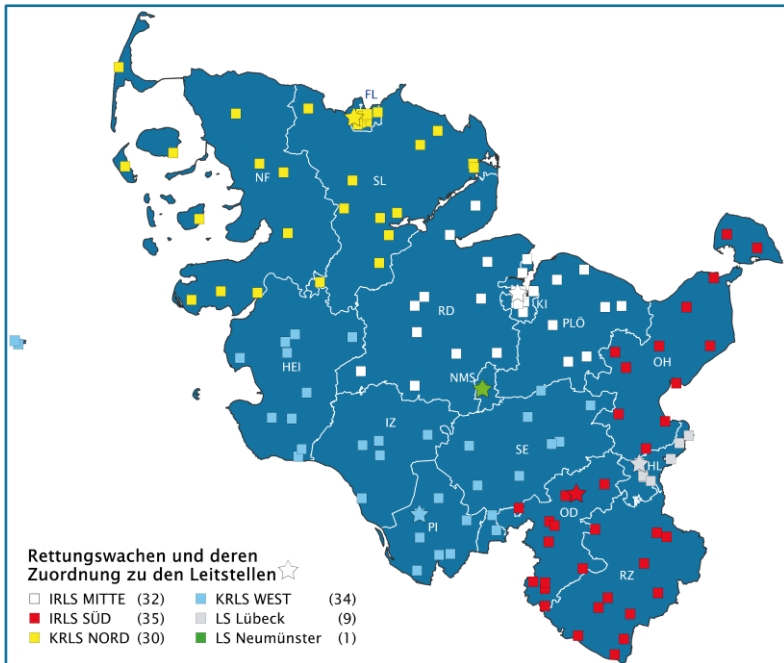 FL
NF
SL
RD
KI
PLÖ
OH
HEI
NMS
IZ
SE
HL
PI
OD
RZ
Rettungswachen und deren
Zuordnung zu den Leitstellen
IRLS MITTE (32)
IRLS SÜD (35)
KRLS NORD (30)
KRLS WEST (34)
LS Lübeck (9)
LS Neumünster (1)